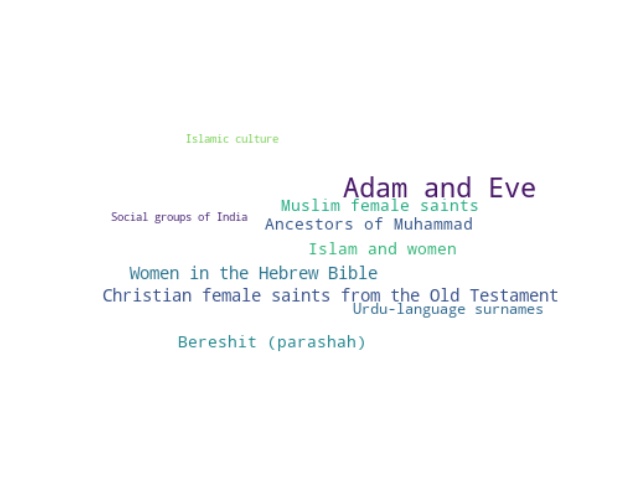 Islamic culture
Adam and Eve
Muslim female saints
Social groups of India
Ancestors of Muhammad
Islam and women
Women in the Hebrew Bible
Christian female saints from the Old Testament
Urdu-language surnames
Bereshit (parashah)